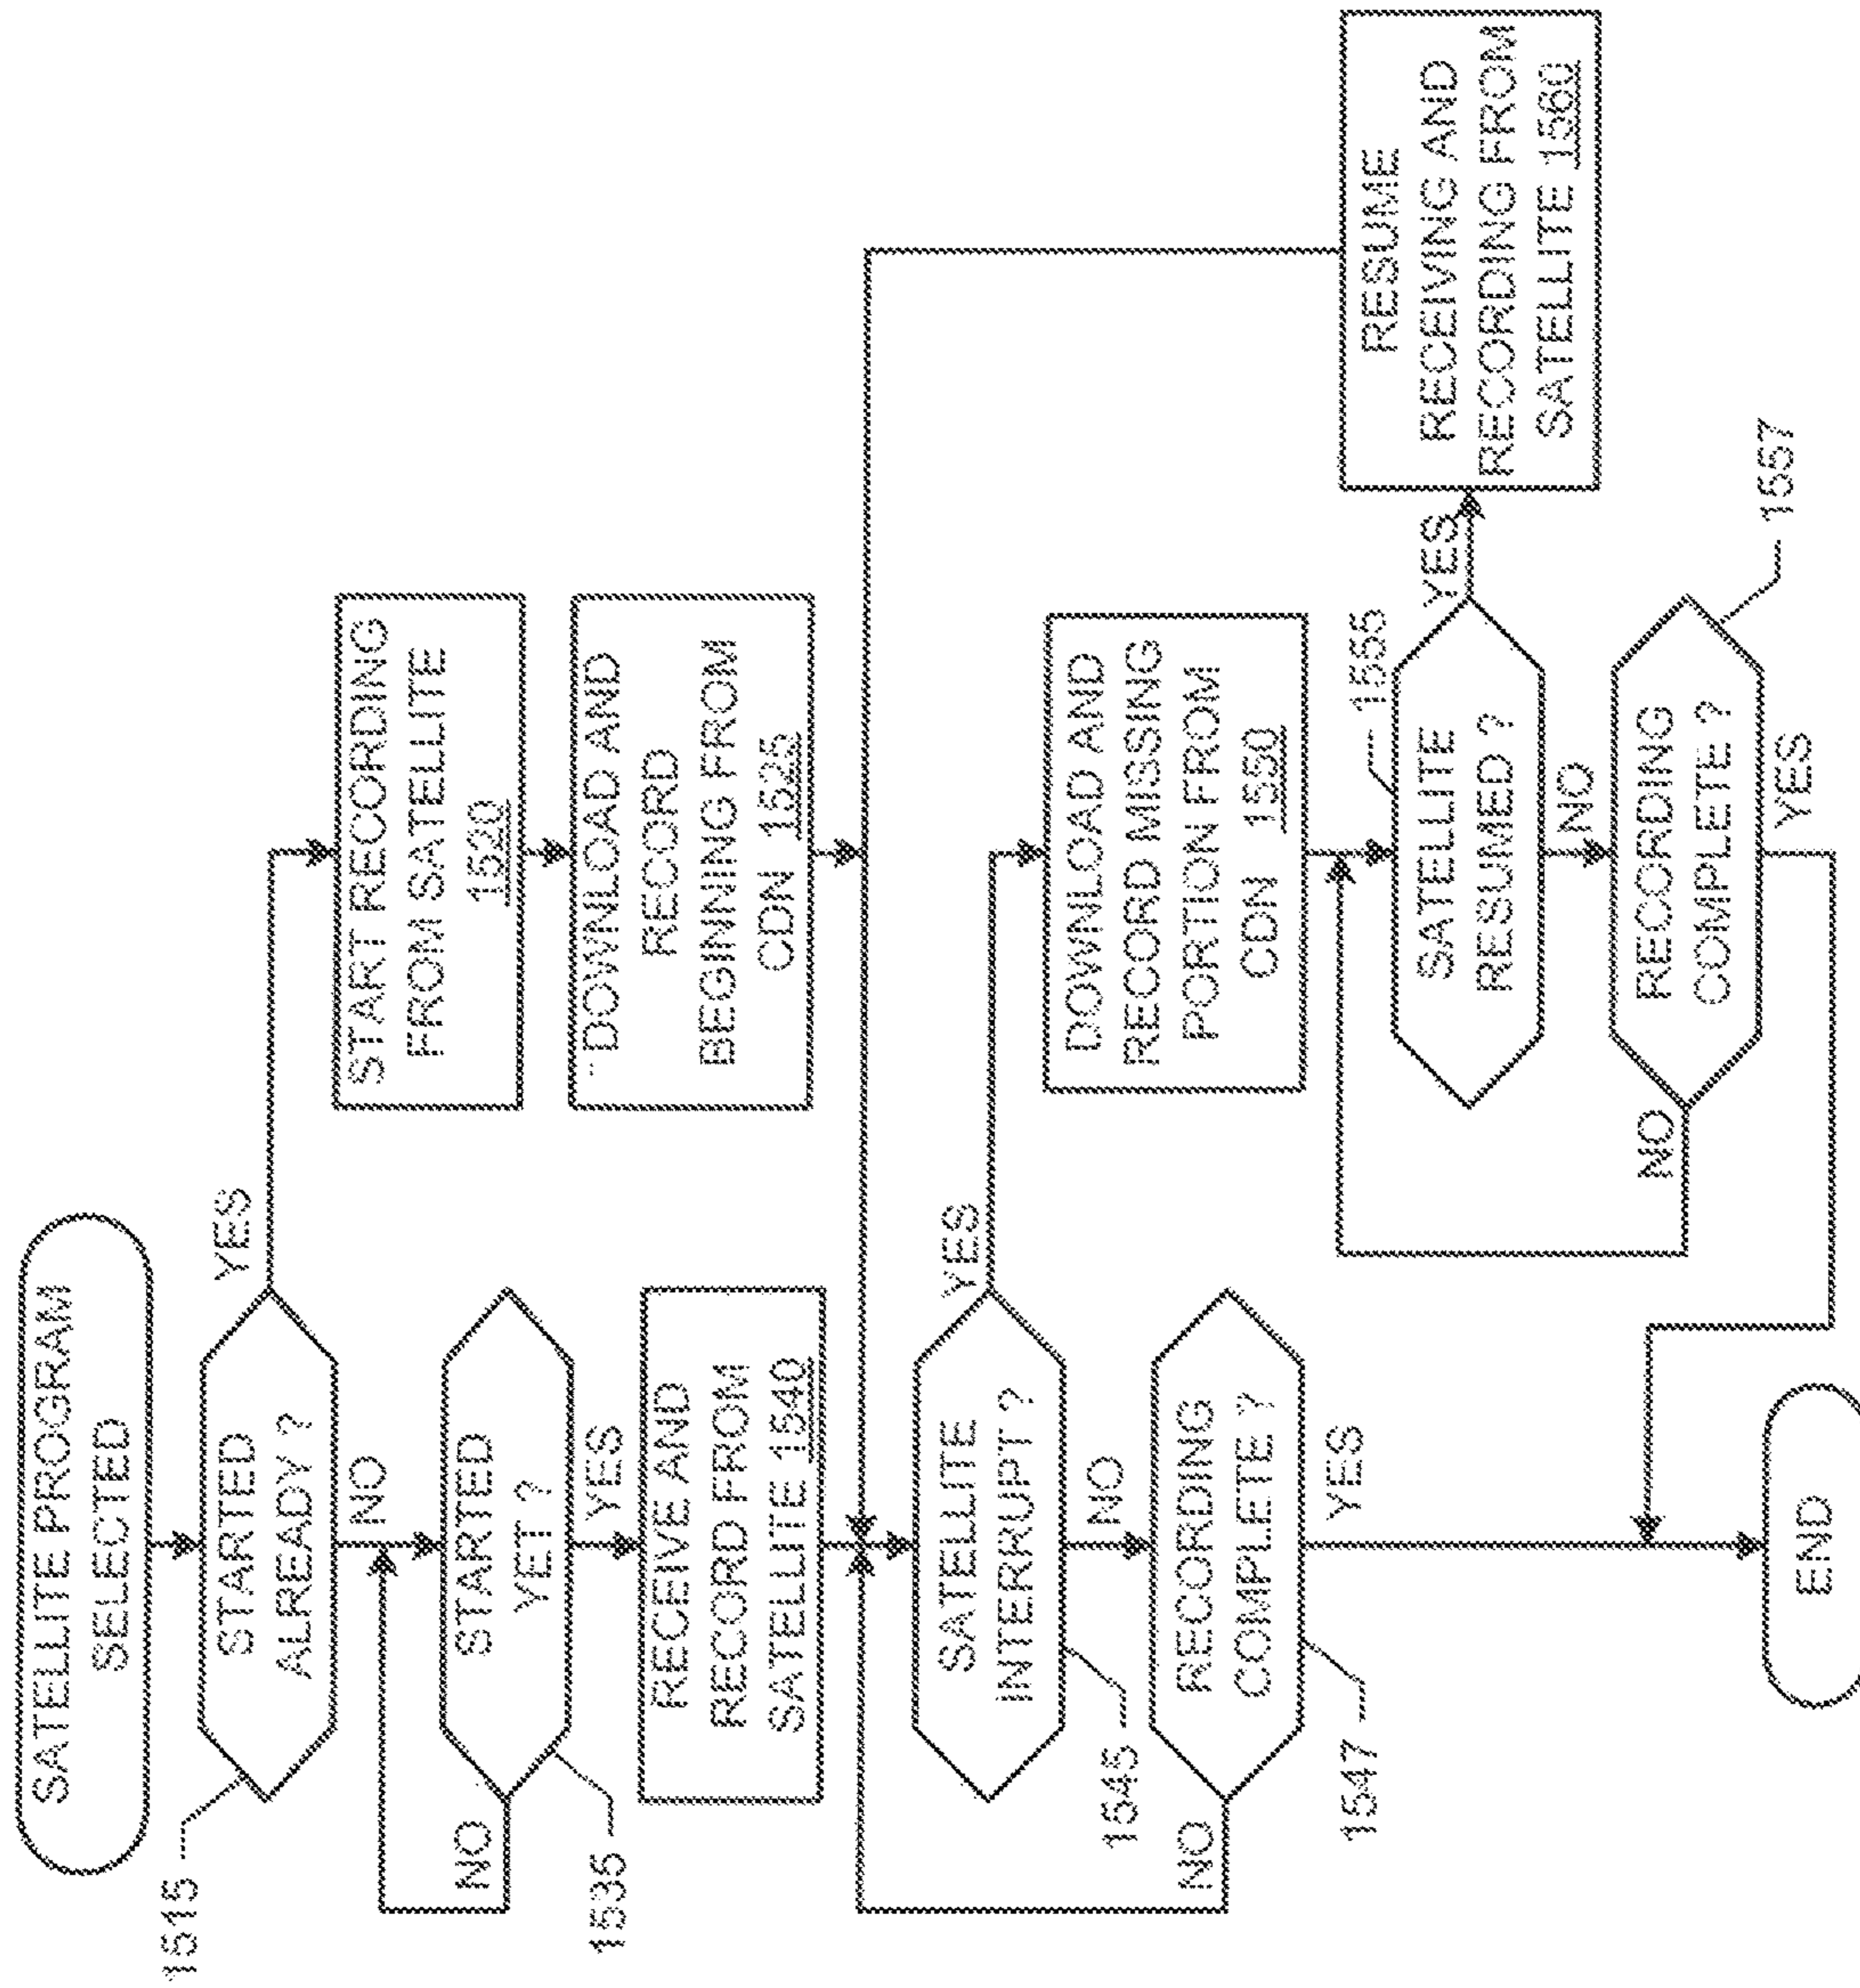 SATELLITE PROGRAM
SELECTED
1515
STARTED
ALREADY ?
YES
NO
START RECORDING
FROM SATELLITE
1520
STARTED
YET ?
NO
YES
1535
"DOWNLOAD AND
RECORD
BEGINNING FROM
CDN 1525
RECEIVE AND
RECORD FROM
SATELLITE 1540
SATELLITE
INTERRUPT ?
YES
NO
1545
DOWNLOAD AND
RECORD MISSING
PORTION FROM
CDN 1550
RECORDING
COMPLETE ?
NO
YES
1547
1555
SATELLITE
RESUMED ?
YES
NO
RESUME
RECEIVING AND
RECORDING FROM
SATELLITE 1560
RECORDING
COMPLETE ?
NO
YES
1557
END